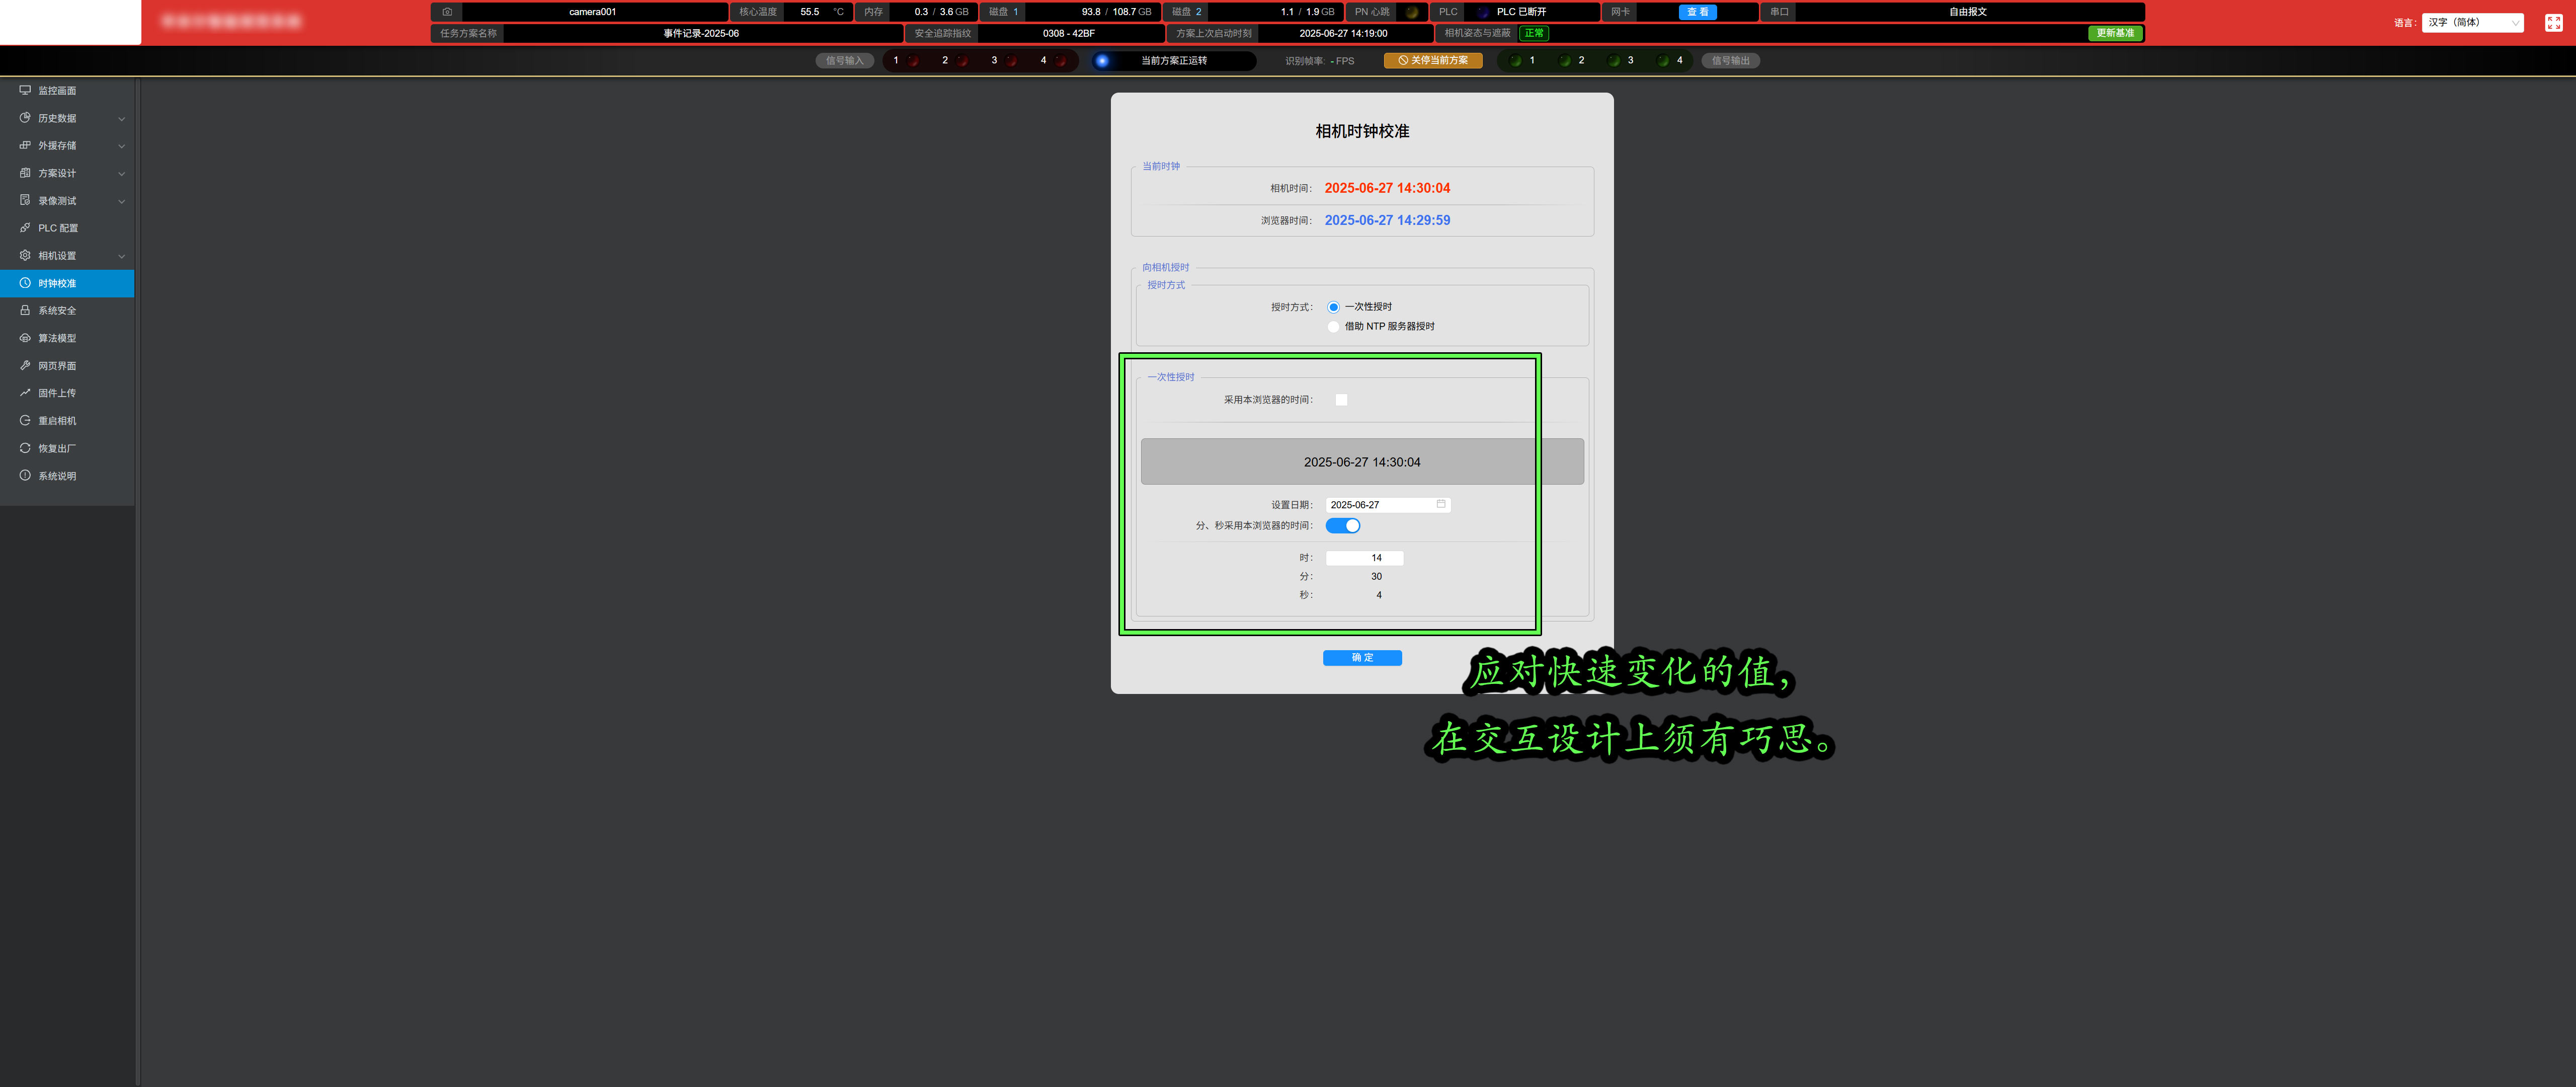 camera001
核心温度 55.5 °C
内存 0.3 / 3.6 GB
磁盘 1 93.8 / 108.7 GB
磁盘 2 1.1 / 1.9 GB
PN 心跳
PLC PLC 已断开
网卡 查 看
串口 自由报文
语言: 汉字（简体）
任务方案名称 事件记录-2025-06
安全追踪指纹 0308 - 42BF
方案上次启动时刻 2025-06-27 14:19:00
相机姿态与遮蔽 正常
更新基准
信号输入 1 2 3 4
当前方案正运转
识别帧率: - FPS
关停当前方案
1 2 3 4 信号输出
监控画面
历史数据
外援存储
方案设计
录像测试
PLC 配置
相机设置
时钟校准
系统安全
算法模型
网页界面
固件上传
重启相机
恢复出厂
系统说明
相机时钟校准
当前时钟
相机时间: 2025-06-27 14:30:04
浏览器时间: 2025-06-27 14:29:59
向相机授时
授时方式
授时方式: 一次性授时
借助 NTP 服务器授时
一次性授时
采用本浏览器的时间:
2025-06-27 14:30:04
设置日期: 2025-06-27
分、秒采用本浏览器的时间:
时: 14
分: 30
秒: 4
确 定
应对快速变化的值，
在交互设计上须有巧思。